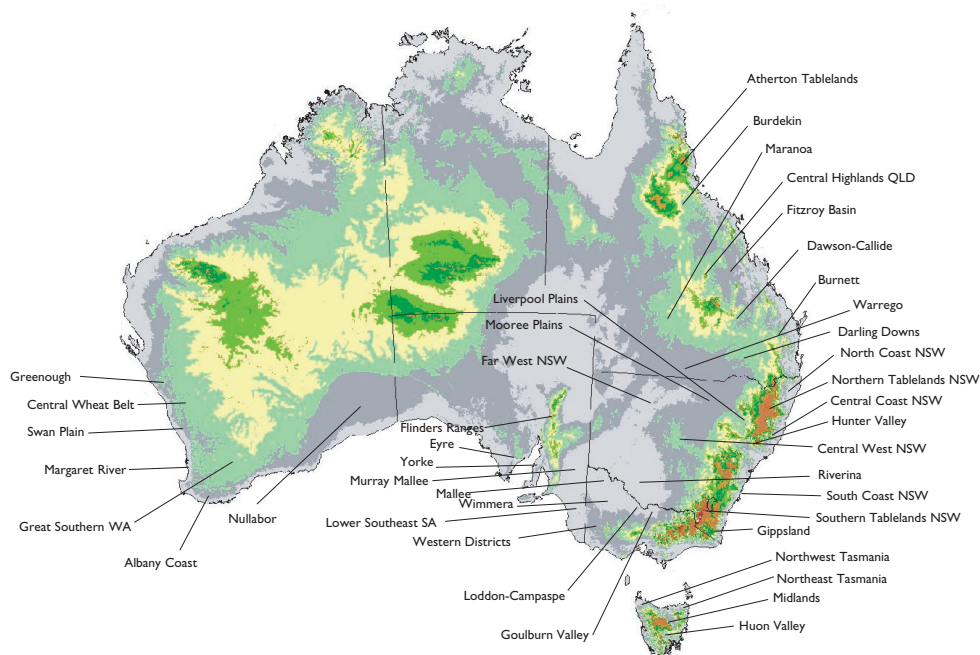 Atherton Tablelands
Burdekin
Maranoa
Central Highlands QLD
Fitzroy Basin
Dawson-Callide
Burnett
Liverpool Plains
Warrego
Mooree Plains
Darling Downs
Far West NSW
North Coast NSW
Greenough
Northern Tablelands NSW
Central Wheat Belt
Central Coast NSW
Swan Plain
Flinders Ranges
Hunter Valley
Eyre
Central West NSW
Margaret River
Yorke
Murray Mallee
Riverina
Mallee
South Coast NSW
Wimmera
Great Southern WA
Nullabor
Lower Southeast SA
Southern Tablelands NSW
Western Districts
Gippsland
Albany Coast
Northwest Tasmania
Northeast Tasmania
Loddon-Campaspe
Midlands
Goulburn Valley
Huon Valley